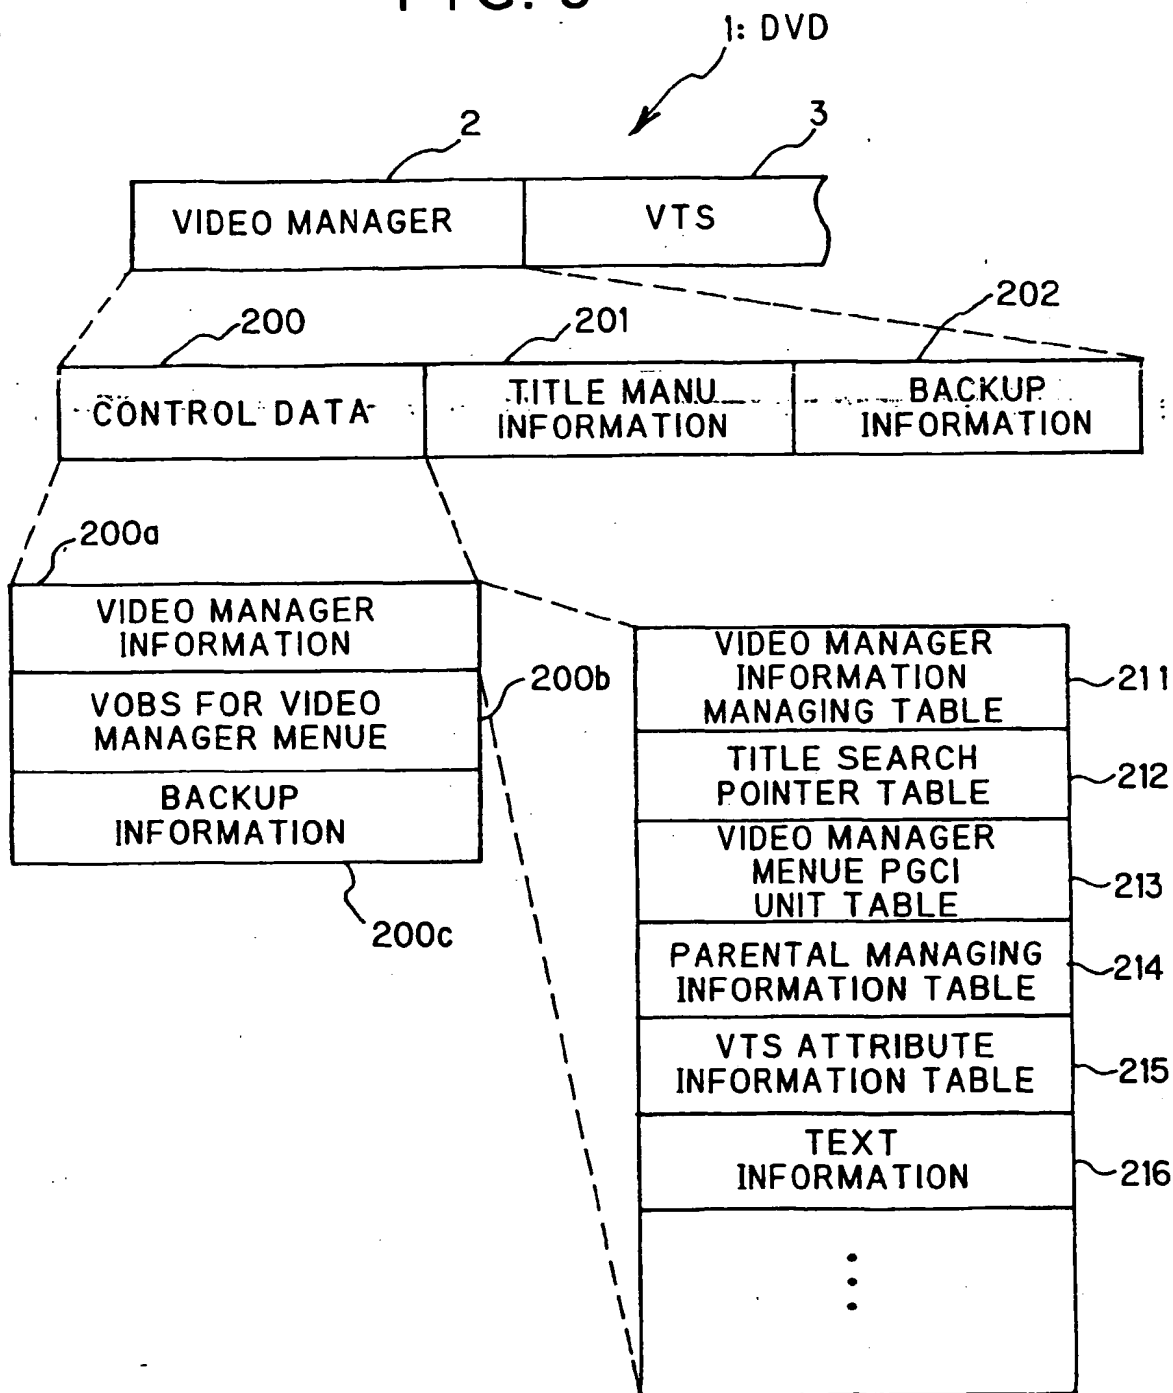 1: DVD
2
3
VIDEO MANAGER
VTS
200
201
202
CONTROL DATA
TITLE MANU
INFORMATION
BACKUP
INFORMATION
200a
VIDEO MANAGER
INFORMATION
VOBS FOR VIDEO
MANAGER MENUE
200b
BACKUP
INFORMATION
200c
VIDEO MANAGER
INFORMATION
MANAGING TABLE
211
TITLE SEARCH
POINTER TABLE
212
VIDEO MANAGER
MENUE PGCI
UNIT TABLE
213
PARENTAL MANAGING
INFORMATION TABLE
214
VTS ATTRIBUTE
INFORMATION TABLE
215
TEXT
INFORMATION
216